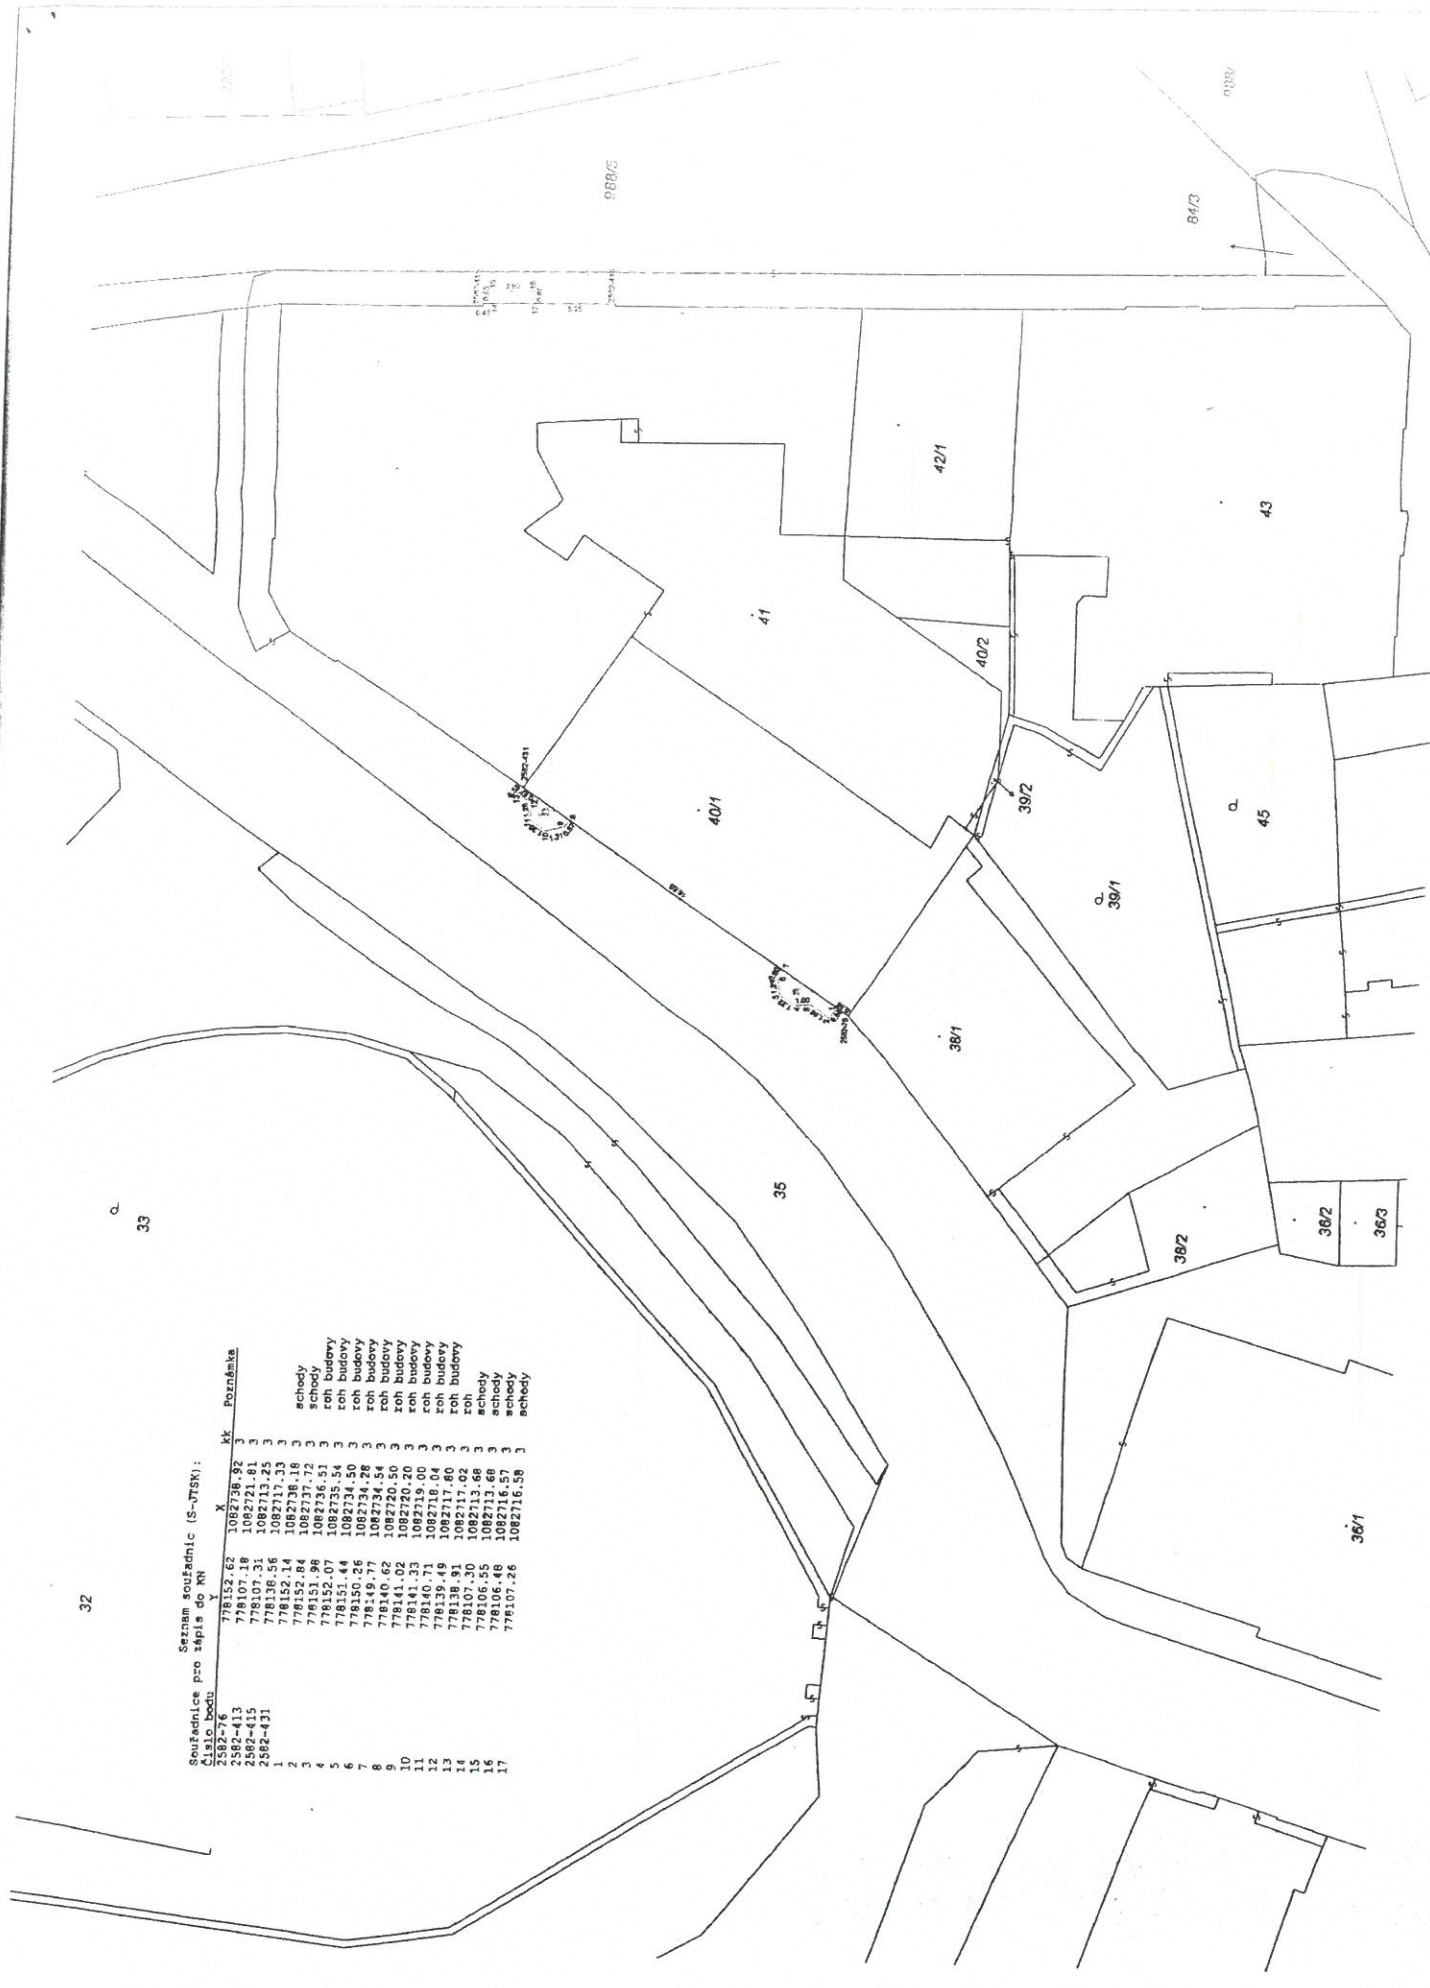 Seznam souřadnic (S-JTSK):
Souřadnice pro zápis do KN
Číslo bodu Y X kk Poznámka
2582-76 778152.62 1082738.92 3
2582-413 778107.18 1082721.81 3
2582-415 778107.31 1082713.25 3
2582-431 778138.56 1082717.33 3
1 778152.14 1082738.18 3 schody
2 778152.84 1082737.72 3 schody
3 778151.98 1082736.51 3 roh budovy
4 778152.07 1082735.54 3 roh budovy
5 778151.44 1082734.50 3 roh budovy
6 778150.26 1082734.28 3 roh budovy
7 778149.77 1082734.54 3 roh budovy
8 778140.62 1082720.50 3 roh budovy
9 778141.02 1082720.20 3 roh budovy
10 778141.33 1082719.00 3 roh budovy
11 778140.71 1082718.04 3 roh budovy
12 778139.49 1082717.80 3 roh budovy
13 778138.91 1082717.02 3 roh
14 778107.30 1082713.68 3 schody
15 778106.55 1082713.68 3 schody
16 778106.48 1082716.57 3 schody
17 778107.26 1082716.58 3 schody
32
33
35
988/5
84/3
41
42/1
43
40/2
40/1
39/2
39/1
45
38/1
38/2
36/2
36/3
36/1
2582-431